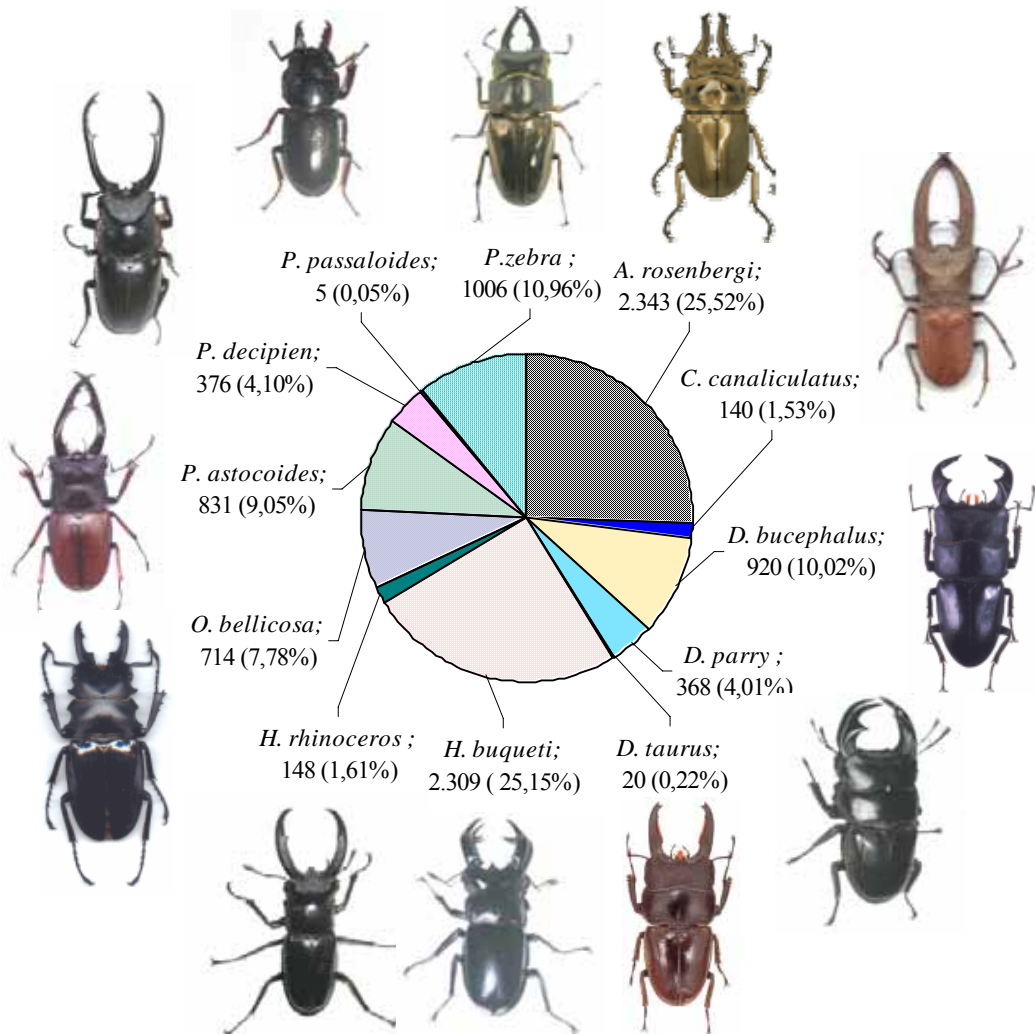 P. passaloides;
5 (0,05%)
P.zebra ;
1006 (10,96%)
A. rosenbergi;
2.343 (25,52%)
P. decipien;
376 (4,10%)
C. canaliculatus;
140 (1,53%)
P. astocoides;
831 (9,05%)
D. bucephalus;
920 (10,02%)
O. bellicosa;
714 (7,78%)
D. parry ;
368 (4,01%)
H. rhinoceros ;
148 (1,61%)
H. buqueti;
2.309 ( 25,15%)
D. taurus;
20 (0,22%)